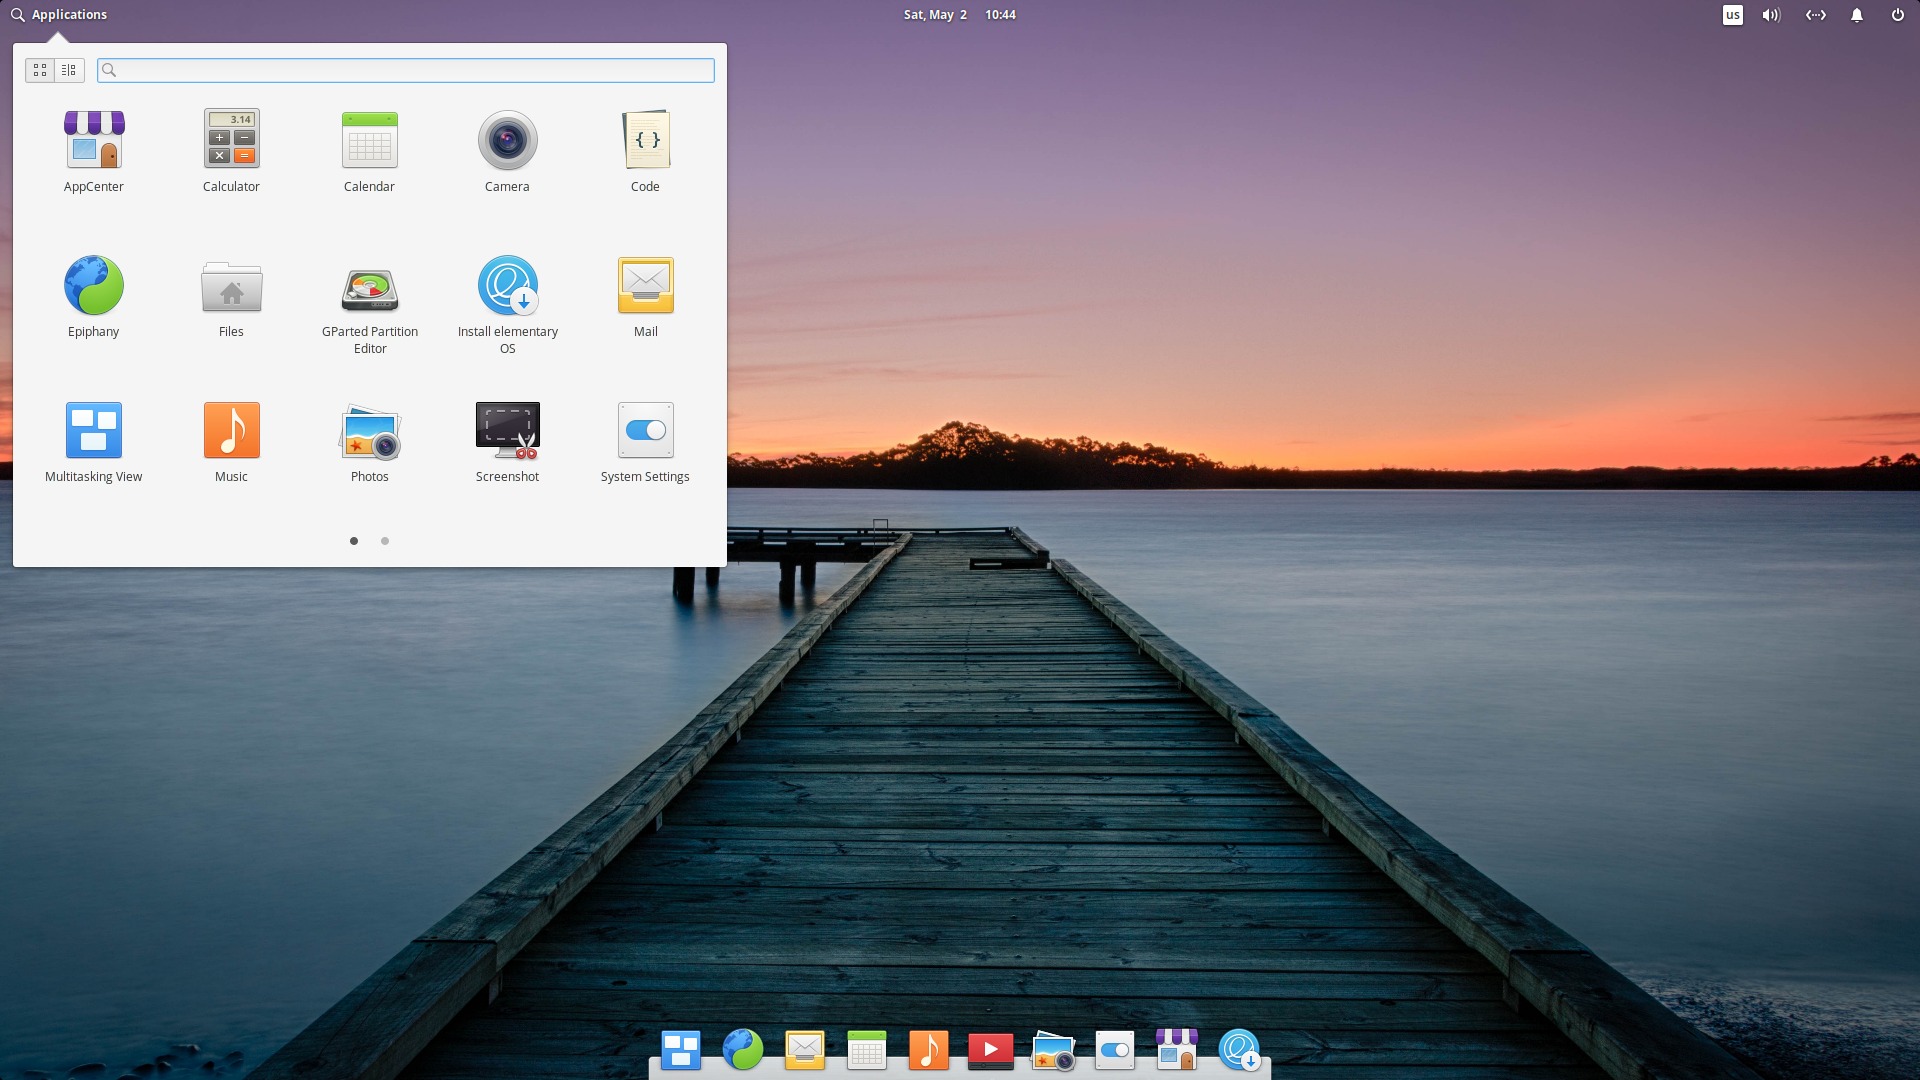 Applications
Sat, May 2 10:44
us
3.14
AppCenter
Calculator
Calendar
Camera
Code
Epiphany
Files
GParted Partition
Editor
Install elementary
OS
Mail
Multitasking View
Music
Photos
Screenshot
System Settings